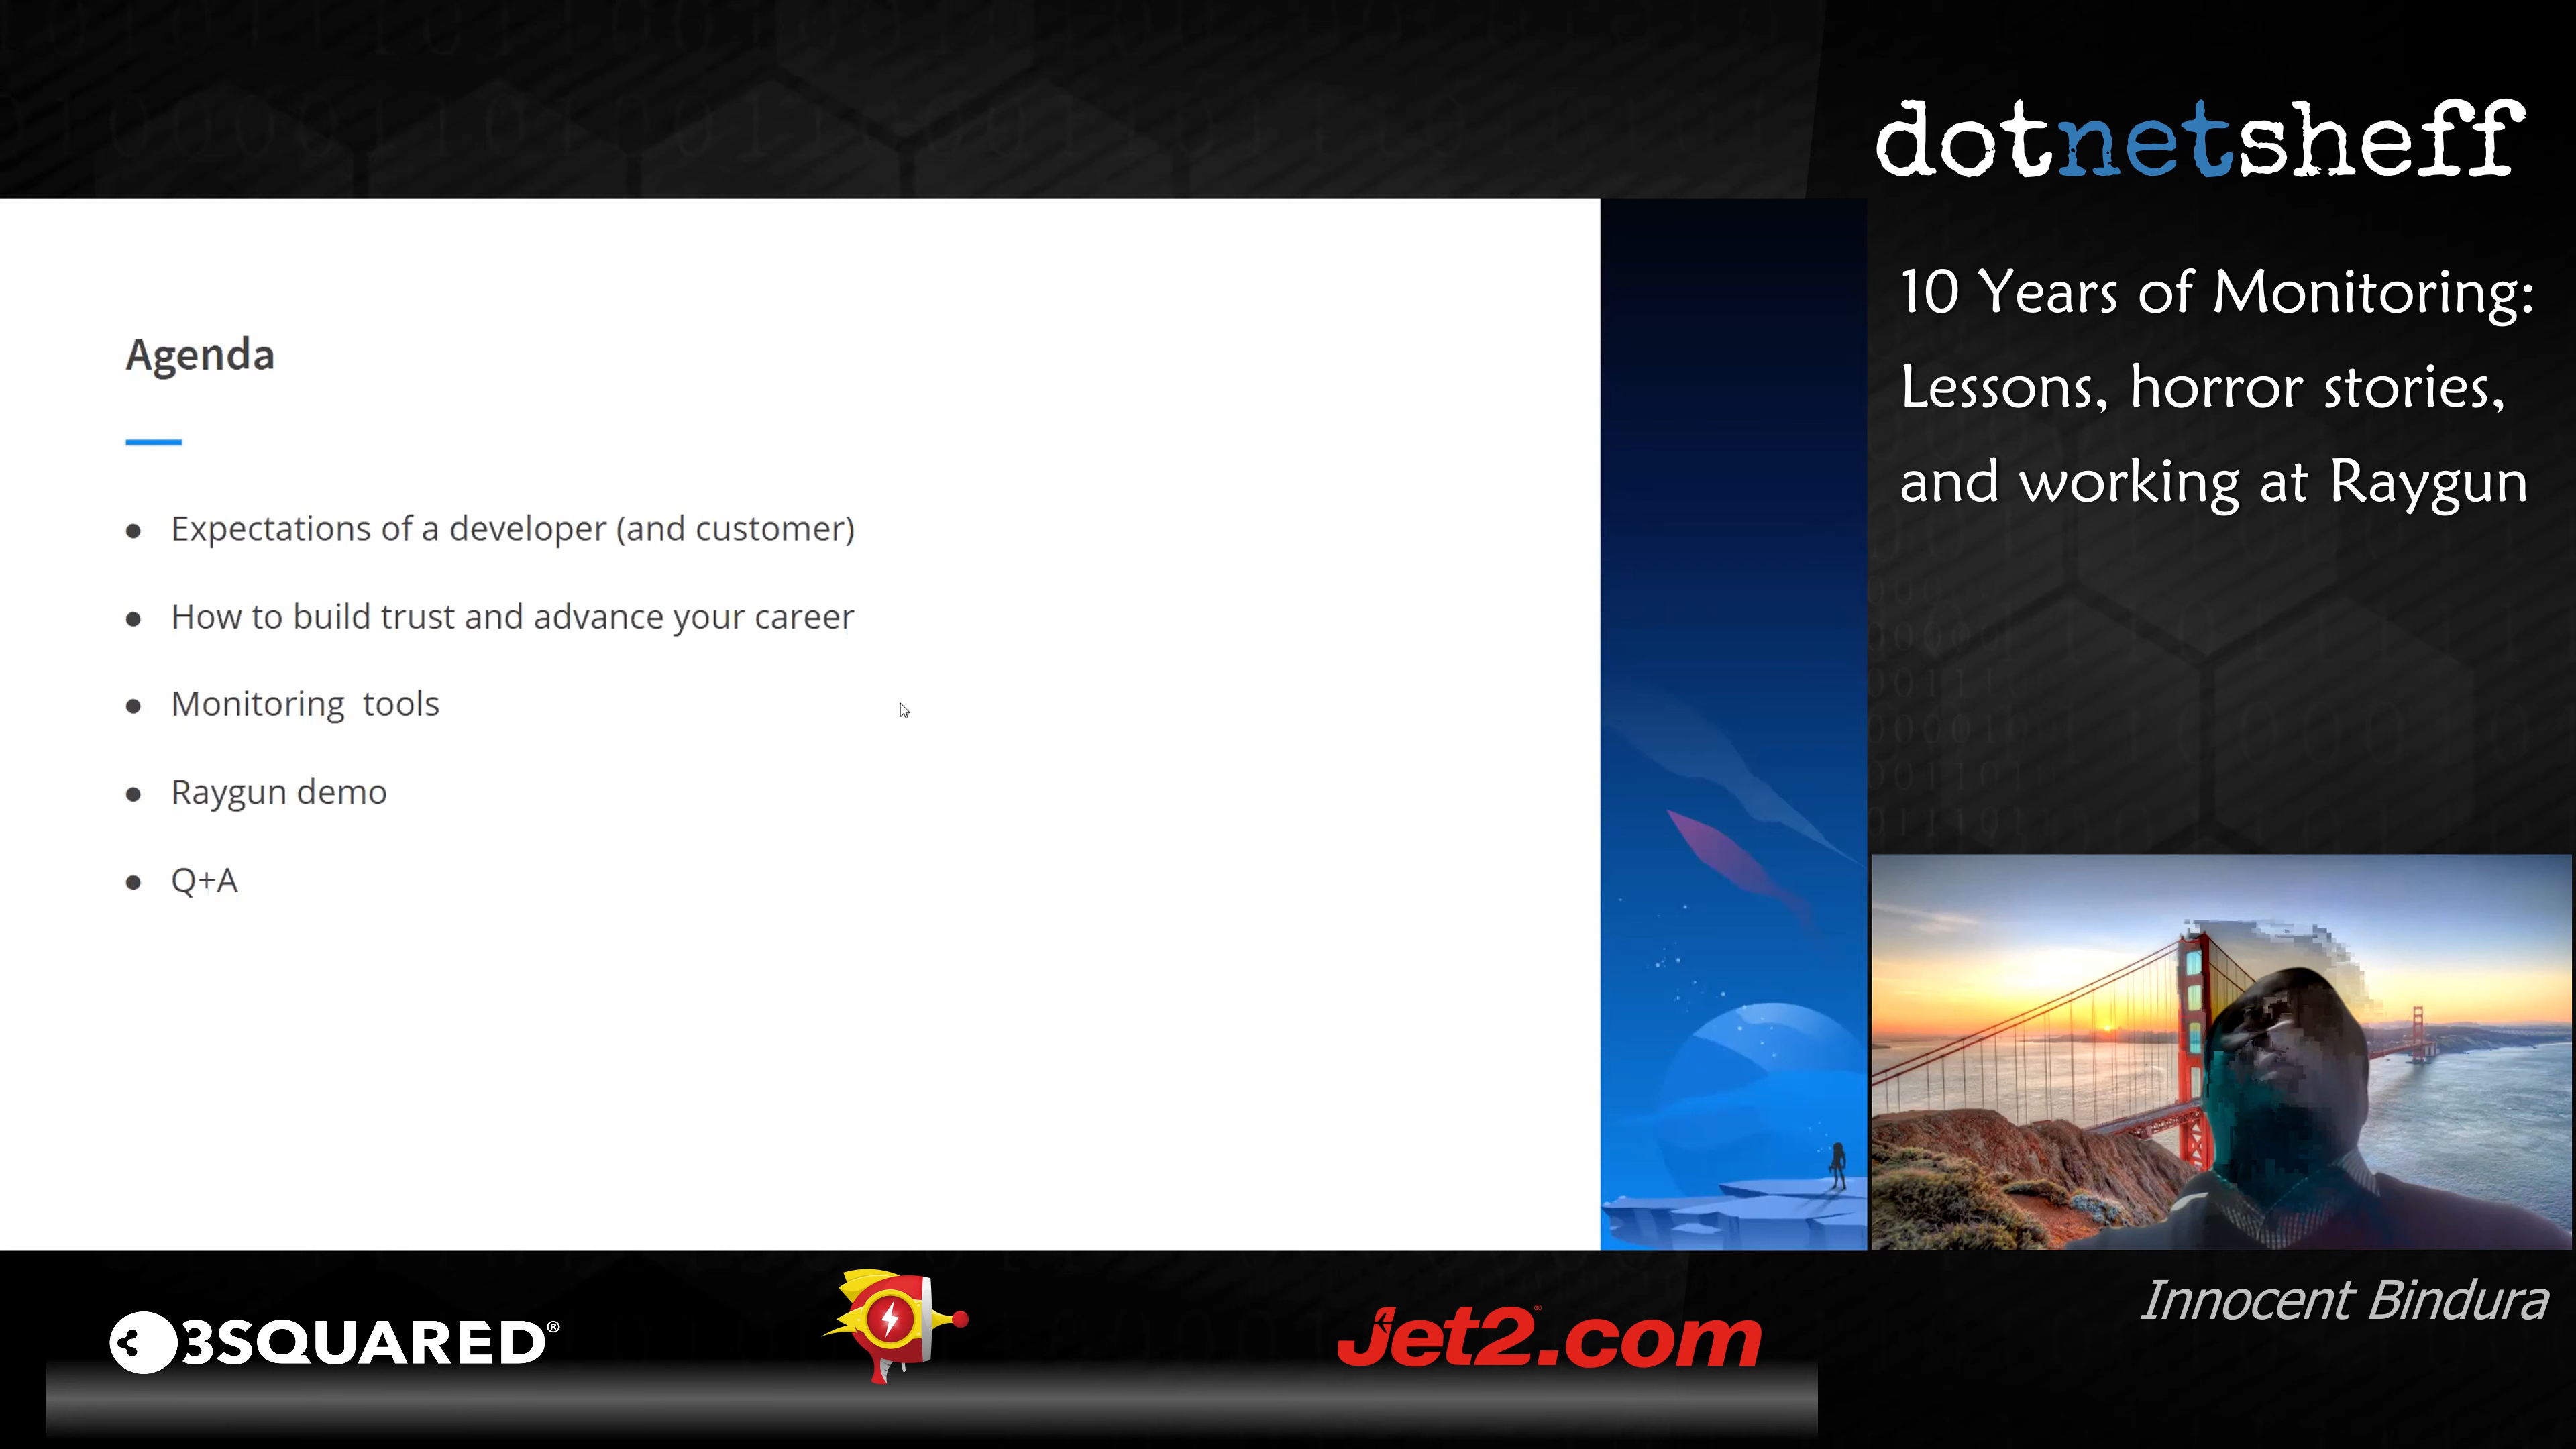 dotnetsheff
10 Years of Monitoring:
Lessons, horror stories,
and working at Raygun
Agenda
● Expectations of a developer (and customer)
● How to build trust and advance your career
● Monitoring  tools
● Raygun demo
● Q+A
Innocent Bindura
3SQUARED®
Jet2.com®